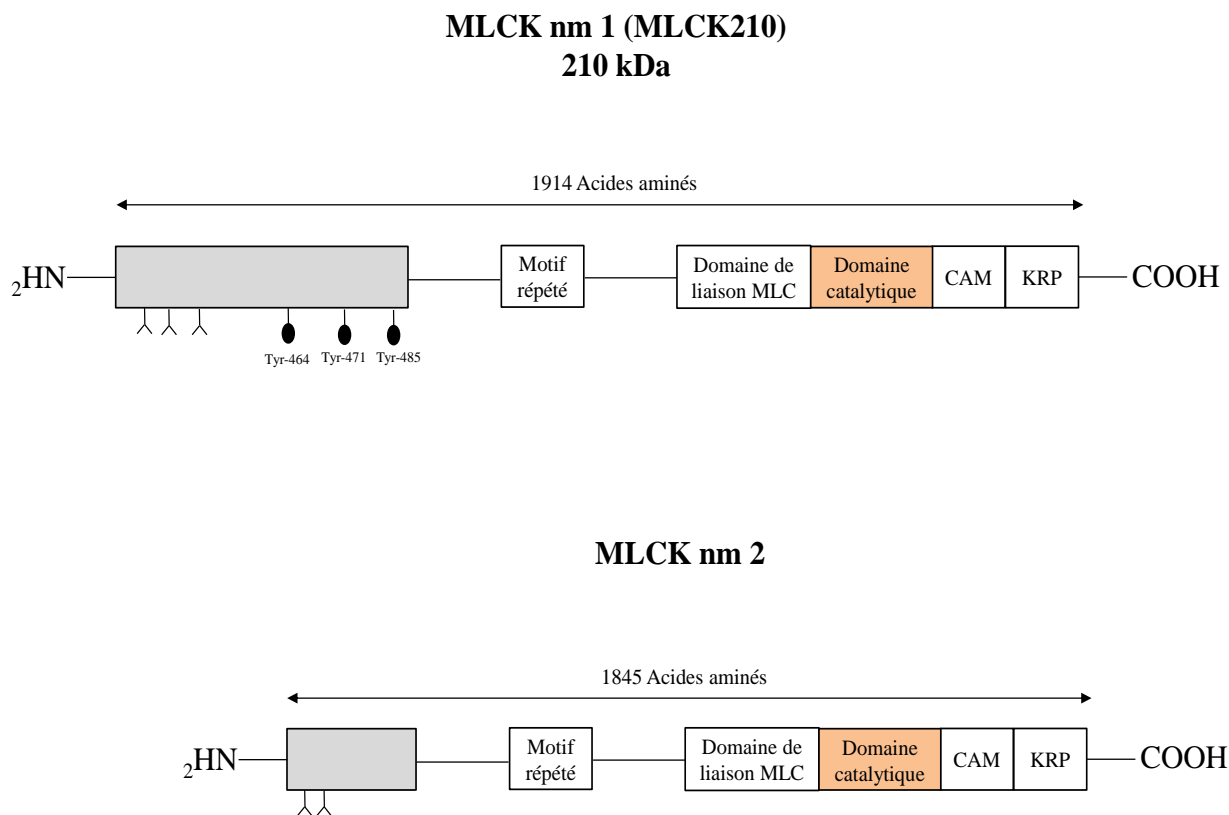 MLCK nm 1 (MLCK210)
210 kDa
1914 Acides aminés
₂HN
Motif
répété
Domaine de
liaison MLC
Domaine
catalytique
CAM
KRP
COOH
Tyr-464
Tyr-471
Tyr-485
MLCK nm 2
1845 Acides aminés
₂HN
Motif
répété
Domaine de
liaison MLC
Domaine
catalytique
CAM
KRP
COOH